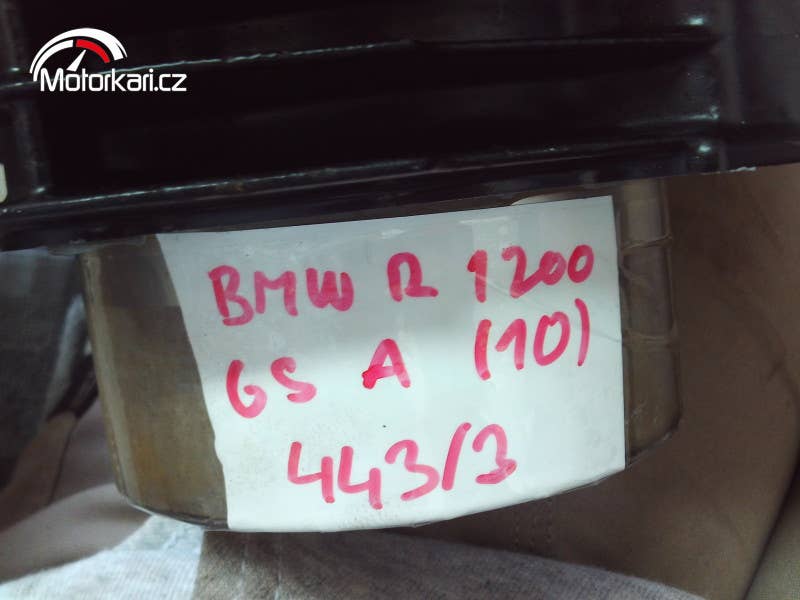 Motorkari.cz
BMW R 1200
GS A (10)
443/3